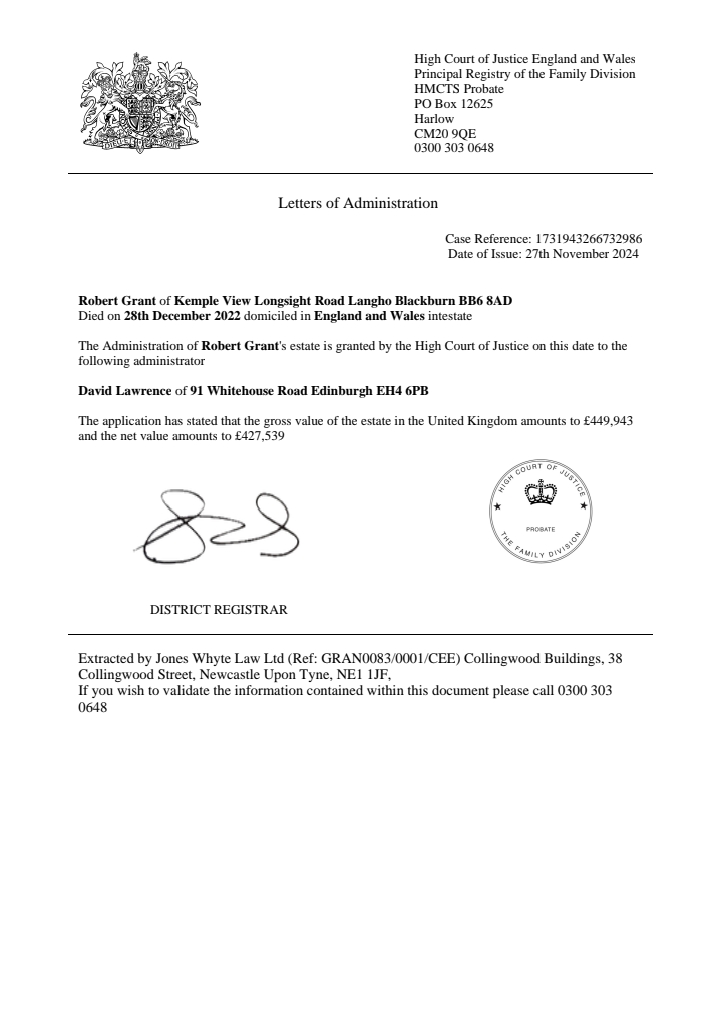 High Court of Justice England and Wales
Principal Registry of the Family Division
HMCTS Probate
PO Box 12625
Harlow
CM20 9QE
0300 303 0648
Letters of Administration
Case Reference: 1731943266732986
Date of Issue: 27th November 2024
Robert Grant of Kemple View Longsight Road Langho Blackburn BB6 8AD
Died on 28th December 2022 domiciled in England and Wales intestate
The Administration of Robert Grant's estate is granted by the High Court of Justice on this date to the
following administrator
David Lawrence of 91 Whitehouse Road Edinburgh EH4 6PB
The application has stated that the gross value of the estate in the United Kingdom amounts to £449,943
and the net value amounts to £427,539
HIGH COURT OF JUSTICE
PROBATE
THE FAMILY DIVISION
DISTRICT REGISTRAR
Extracted by Jones Whyte Law Ltd (Ref: GRAN0083/0001/CEE) Collingwood Buildings, 38
Collingwood Street, Newcastle Upon Tyne, NE1 1JF,
If you wish to validate the information contained within this document please call 0300 303
0648